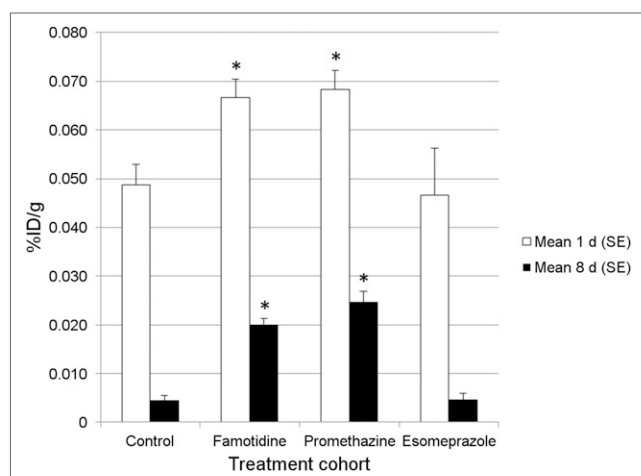 0.080
0.070
0.060
0.050
0.040
0.030
0.020
0.010
0
%ID/g
* *
* *
Control Famotidine Promethazine Esomeprazole
Treatment cohort
Mean 1 d (SE)
Mean 8 d (SE)